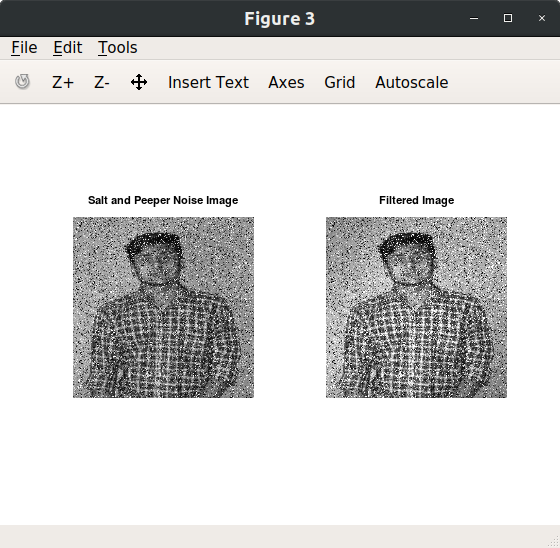 Figure 3
File Edit Tools
Z+ Z- Insert Text Axes Grid Autoscale
Salt and Peeper Noise Image Filtered Image